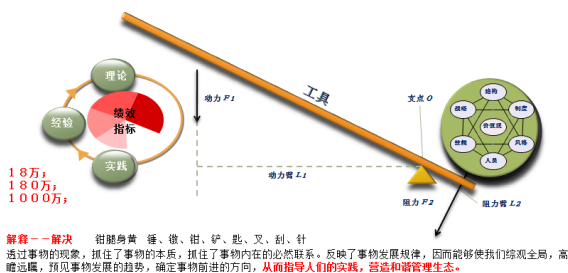 理论
经验
绩效
指标
实践
18万；
180万；
1000万；
动力F1
工具
支点O
动力臂L1
阻力F2
阻力臂L2
结构
战略
制度
价值观
技能
风格
人员
解释－－解决 钳腿身黄 锤、镦、钳、铲、匙、叉、刮、针
透过事物的现象，抓住了事物的本质，抓住了事物内在的必然联系。反映了事物发展规律，因而能够使我们综观全局，高
瞻远瞩，预见事物发展的趋势，确定事物前进的方向，从而指导人们的实践，营造和谐管理生态。